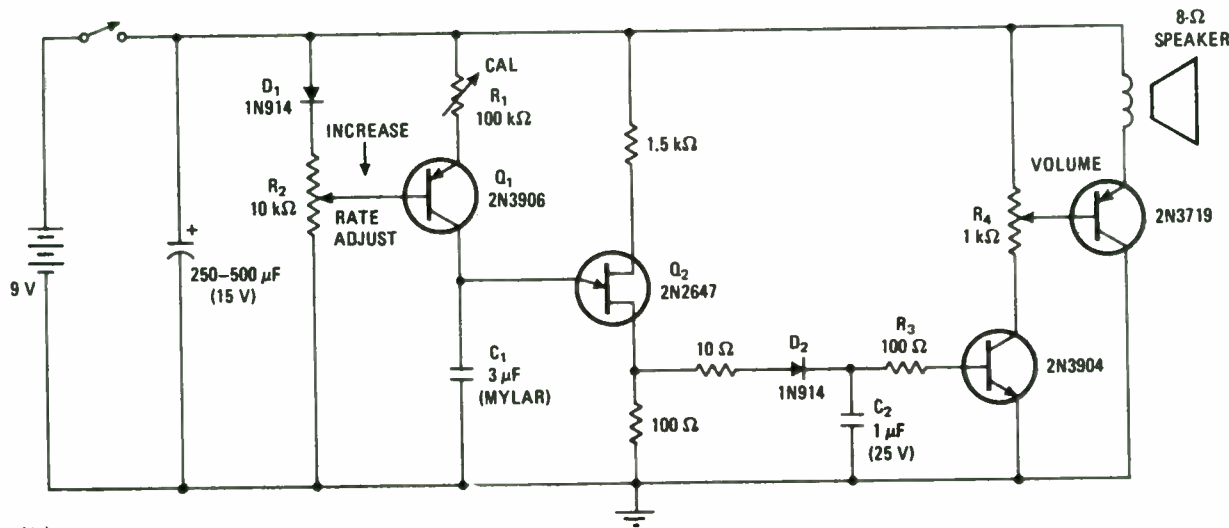 8-Ω
SPEAKER
D1
1N914
CAL
R1
100 kΩ
INCREASE
1.5 kΩ
VOLUME
R2
10 kΩ
Q1
2N3906
RATE
ADJUST
R4
1 kΩ
2N3719
+
250–500 μF
(15 V)
9 V
Q2
2N2647
C1
3 μF
(MYLAR)
10 Ω
D2
1N914
R3
100 Ω
2N3904
100 Ω
C2
1 μF
(25 V)